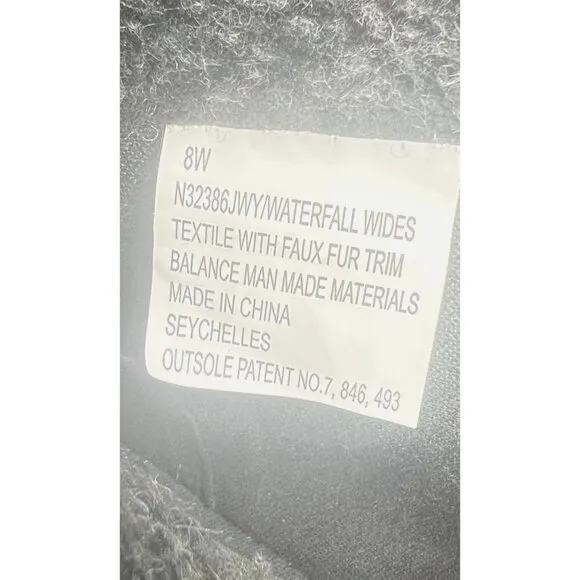 8W
N32386JWY/WATERFALL WIDES
TEXTILE WITH FAUX FUR TRIM
BALANCE MAN MADE MATERIALS
MADE IN CHINA
SEYCHELLES
OUTSOLE PATENT NO.7, 846, 493